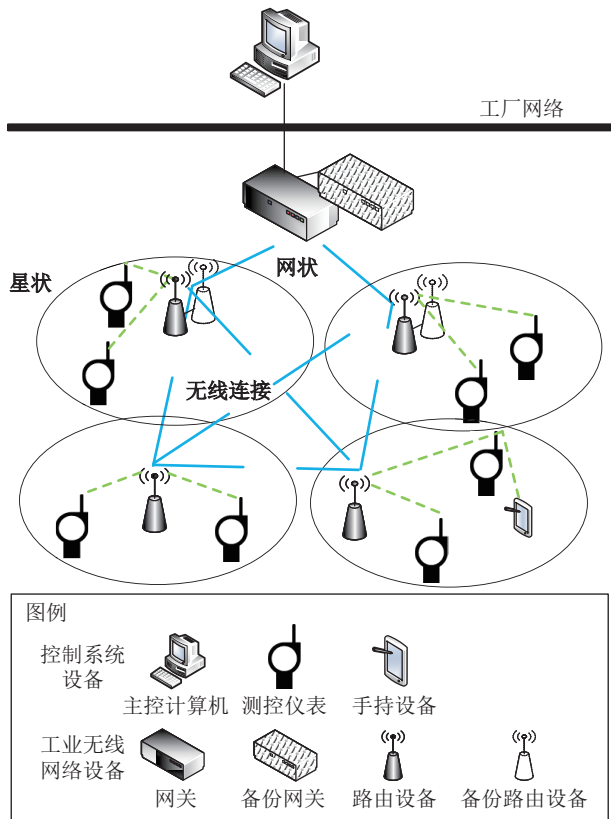 工厂网络
网状
星状
无线连接
图例
控制系统
设备
主控计算机 测控仪表 手持设备
工业无线
网络设备
网关 备份网关 路由设备 备份路由设备